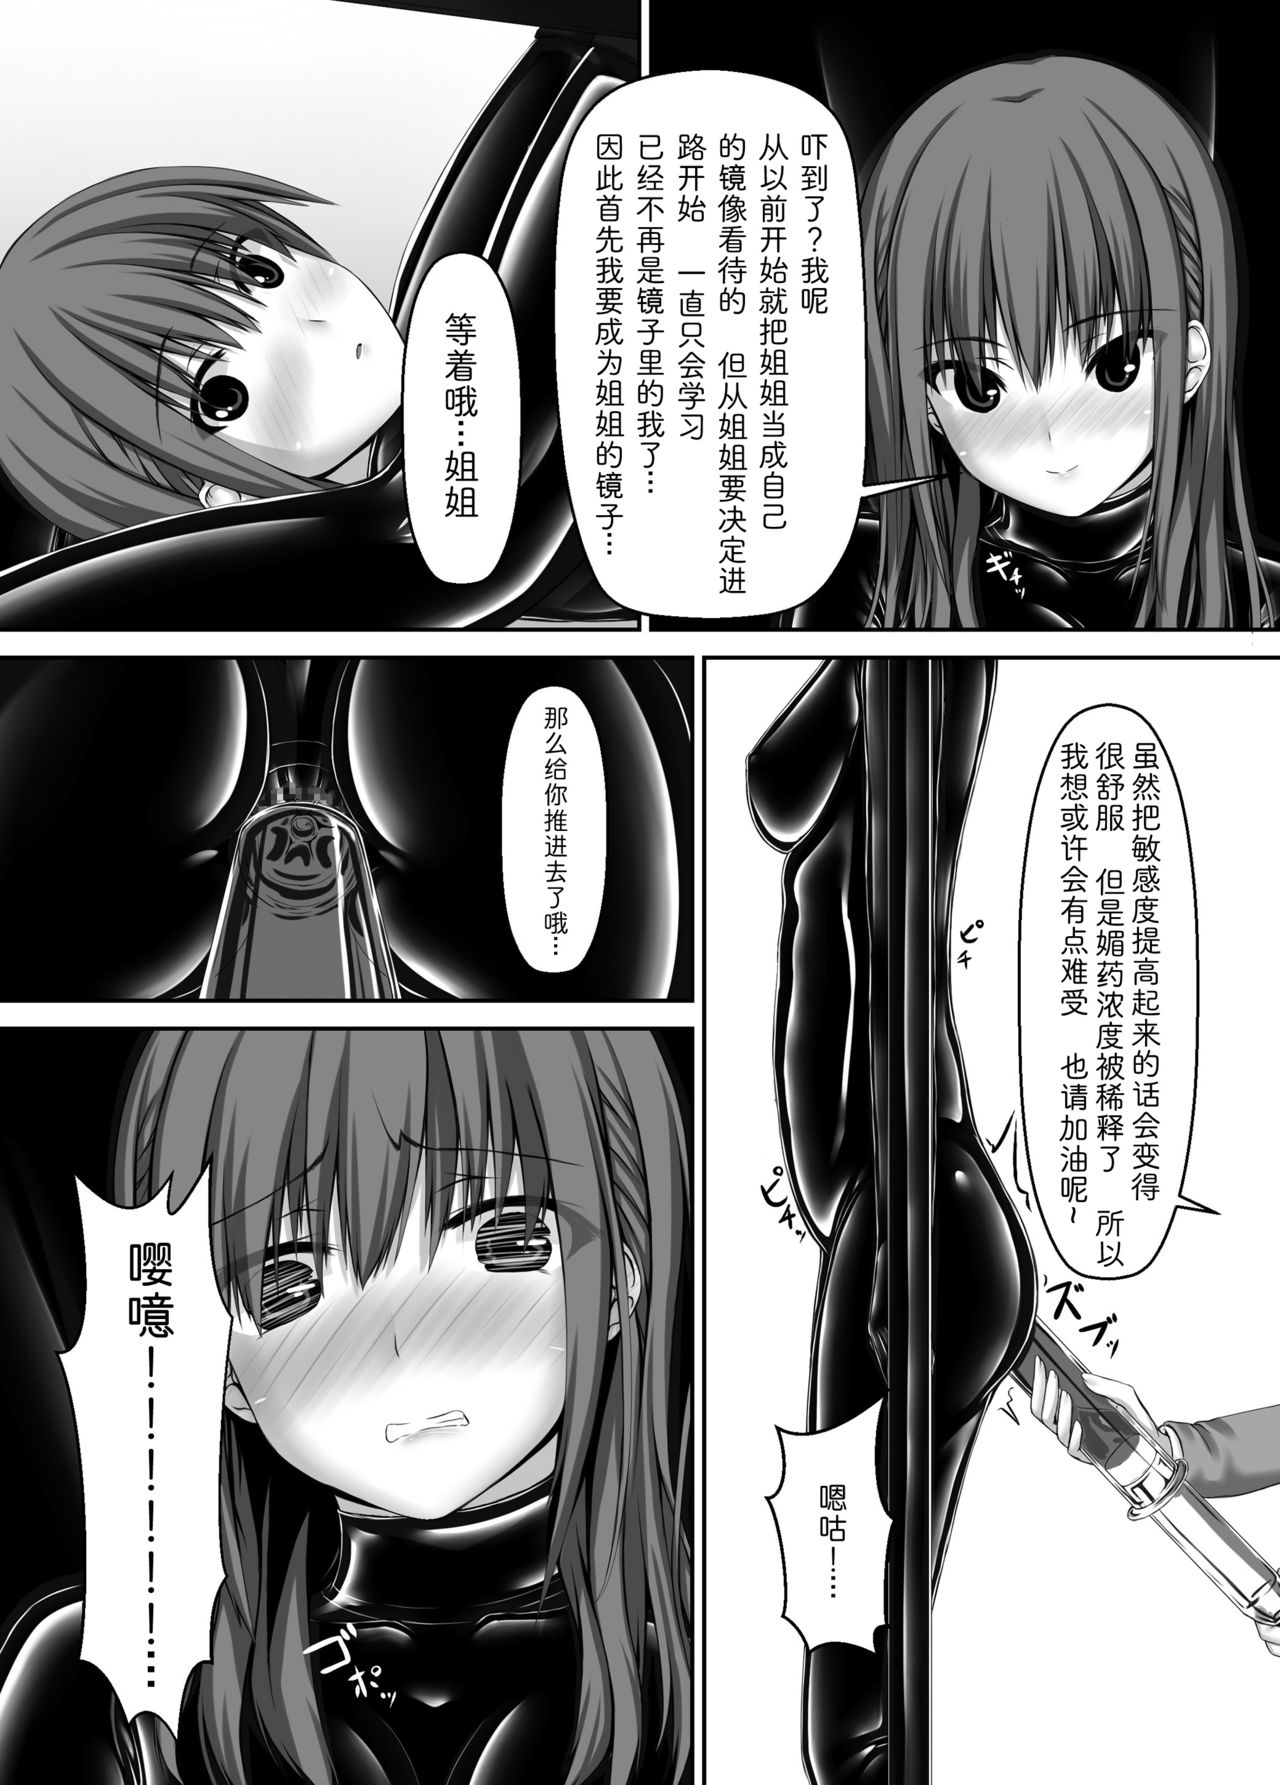 吓到了？我呢
从以前开始就把姐姐当成自己
的镜像看待的　但从姐姐要决定进
路开始　一直只会学习
已经不再是镜子里的我了…
因此首先我要成为姐姐的镜子…
ギチッ
等着哦…姐姐
虽然把敏感度提高起来的话会变得
很舒服　但是媚药浓度被稀释了　所以
我想或许会有点难受　也请加油呢～
ピチ
ピチッ
ズズブッ
嗯咕！…
那么给你推进去了哦…
嘤噫！！！！！！！…
ゴポッ